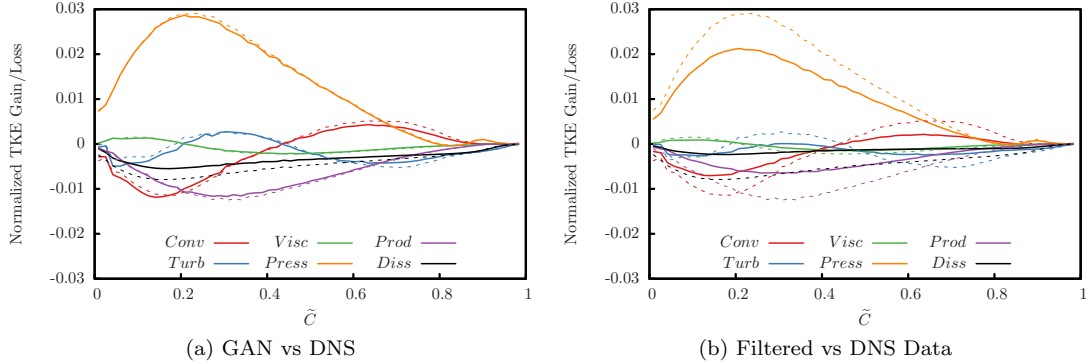 0.03
0.02
0.01
0
-0.01
-0.02
-0.03
Normalized TKE Gain/Loss
Conv Visc Prod
Turb Press Diss
0 0.2 0.4 0.6 0.8 1
C̃
(a) GAN vs DNS
0.03
0.02
0.01
0
-0.01
-0.02
-0.03
Normalized TKE Gain/Loss
Conv Visc Prod
Turb Press Diss
0 0.2 0.4 0.6 0.8 1
C̃
(b) Filtered vs DNS Data